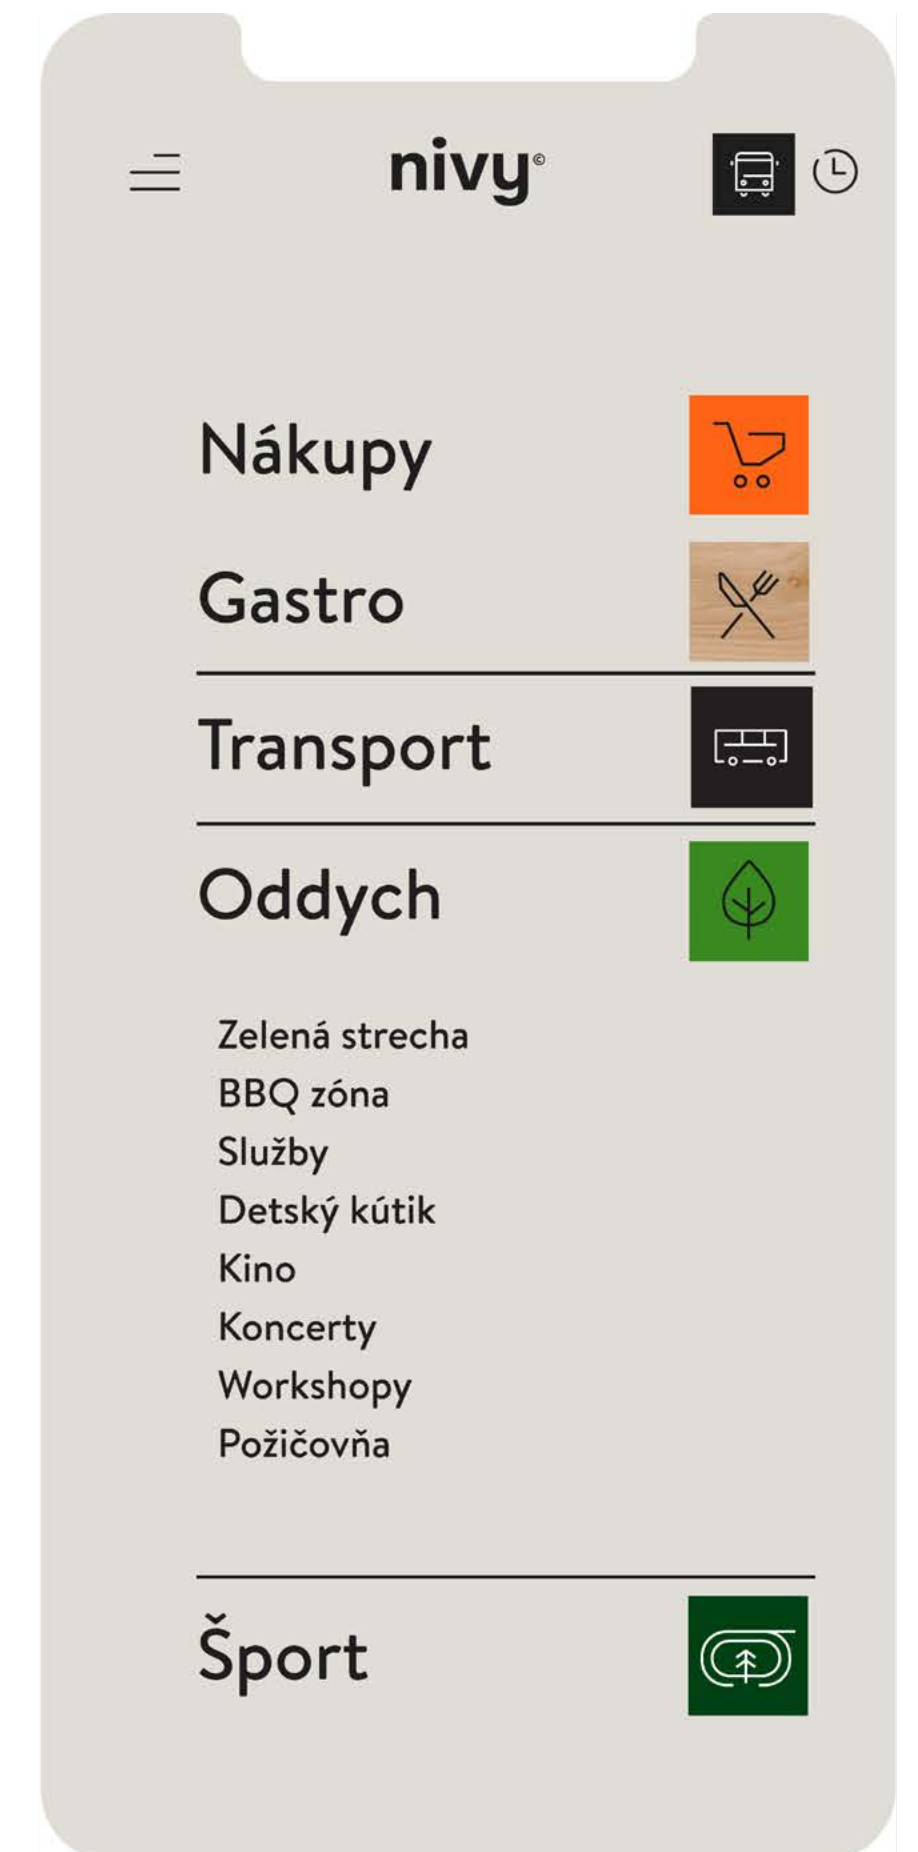 nivy©
Nákupy
Gastro
Transport
Oddych
Zelená strecha
BBQ zóna
Služby
Detský kútik
Kino
Koncerty
Workshopy
Požičovňa
Šport